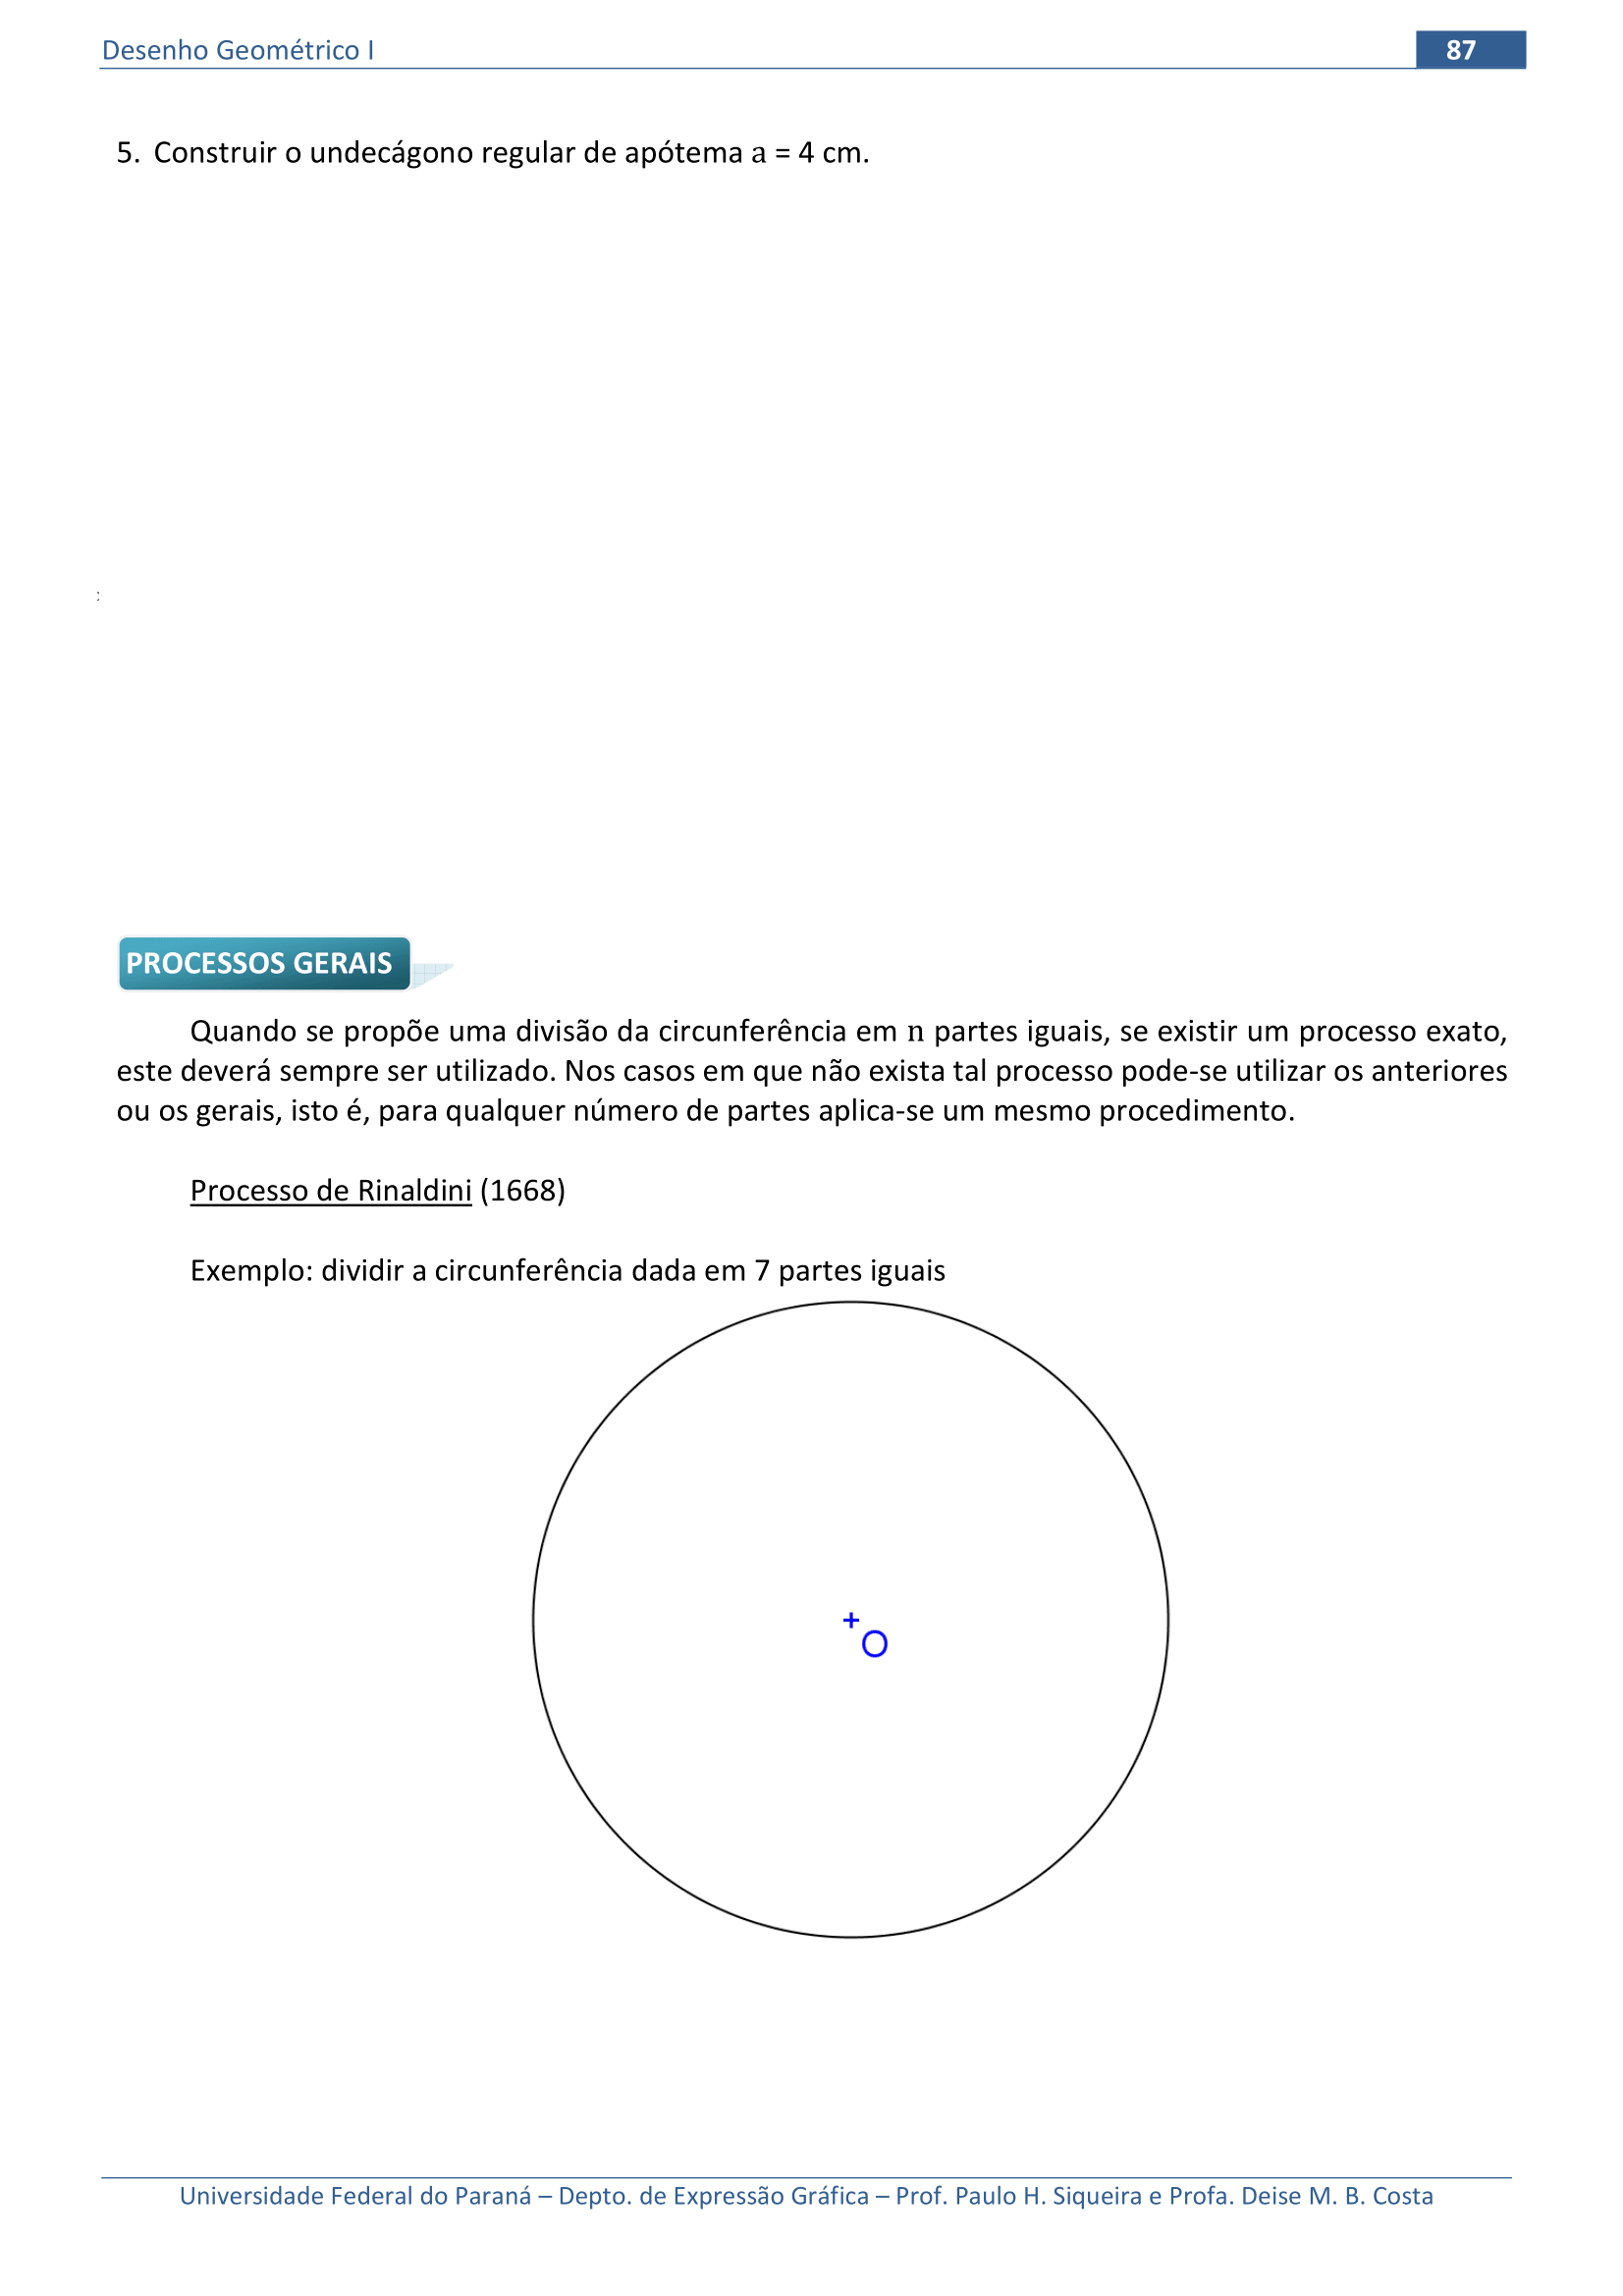 Desenho Geométrico I
87
5. Construir o undecágono regular de apótema a = 4 cm.
;
PROCESSOS GERAIS
Quando se propõe uma divisão da circunferência em n partes iguais, se existir um processo exato,
este deverá sempre ser utilizado. Nos casos em que não exista tal processo pode-se utilizar os anteriores
ou os gerais, isto é, para qualquer número de partes aplica-se um mesmo procedimento.
Processo de Rinaldini (1668)
Exemplo: dividir a circunferência dada em 7 partes iguais
O
Universidade Federal do Paraná – Depto. de Expressão Gráfica – Prof. Paulo H. Siqueira e Profa. Deise M. B. Costa